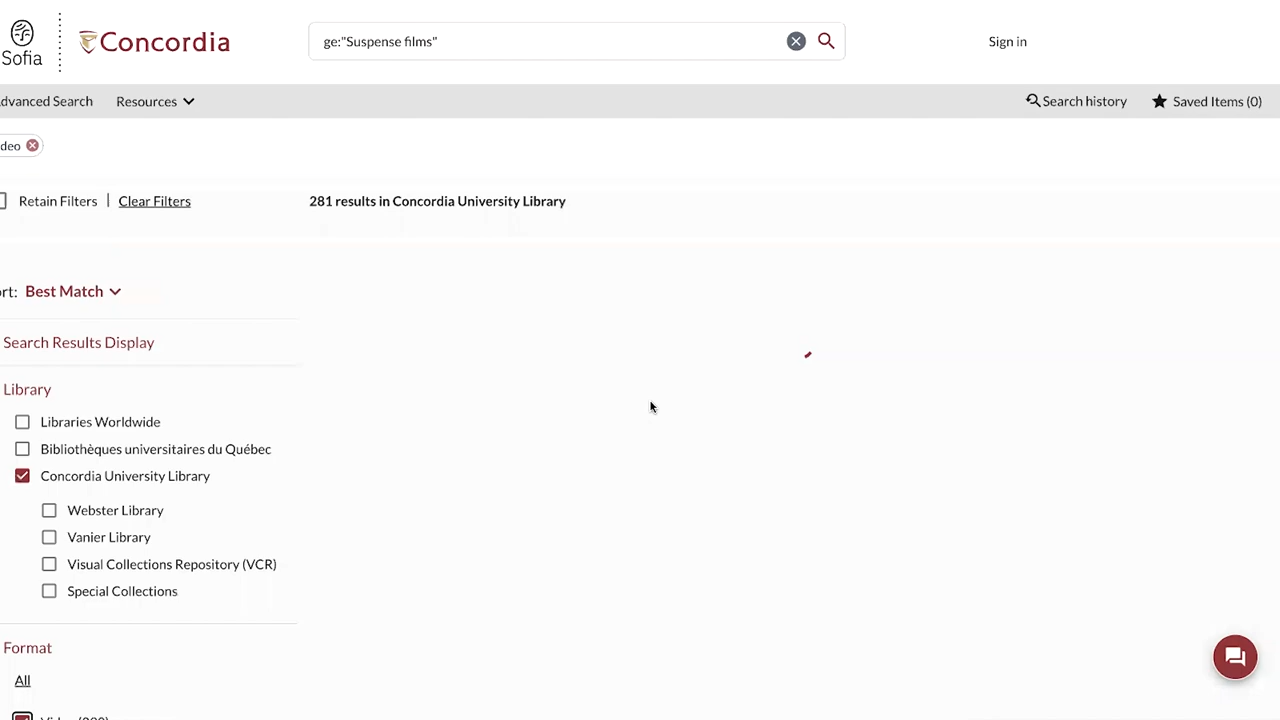 Sofia
Concordia
ge:"Suspense films"
Sign in
dvanced Search
Resources
Search history
Saved Items (0)
deo
Retain Filters | Clear Filters
281 results in Concordia University Library
rt: Best Match
Search Results Display
Library
Libraries Worldwide
Bibliothèques universitaires du Québec
Concordia University Library
Webster Library
Vanier Library
Visual Collections Repository (VCR)
Special Collections
Format
All